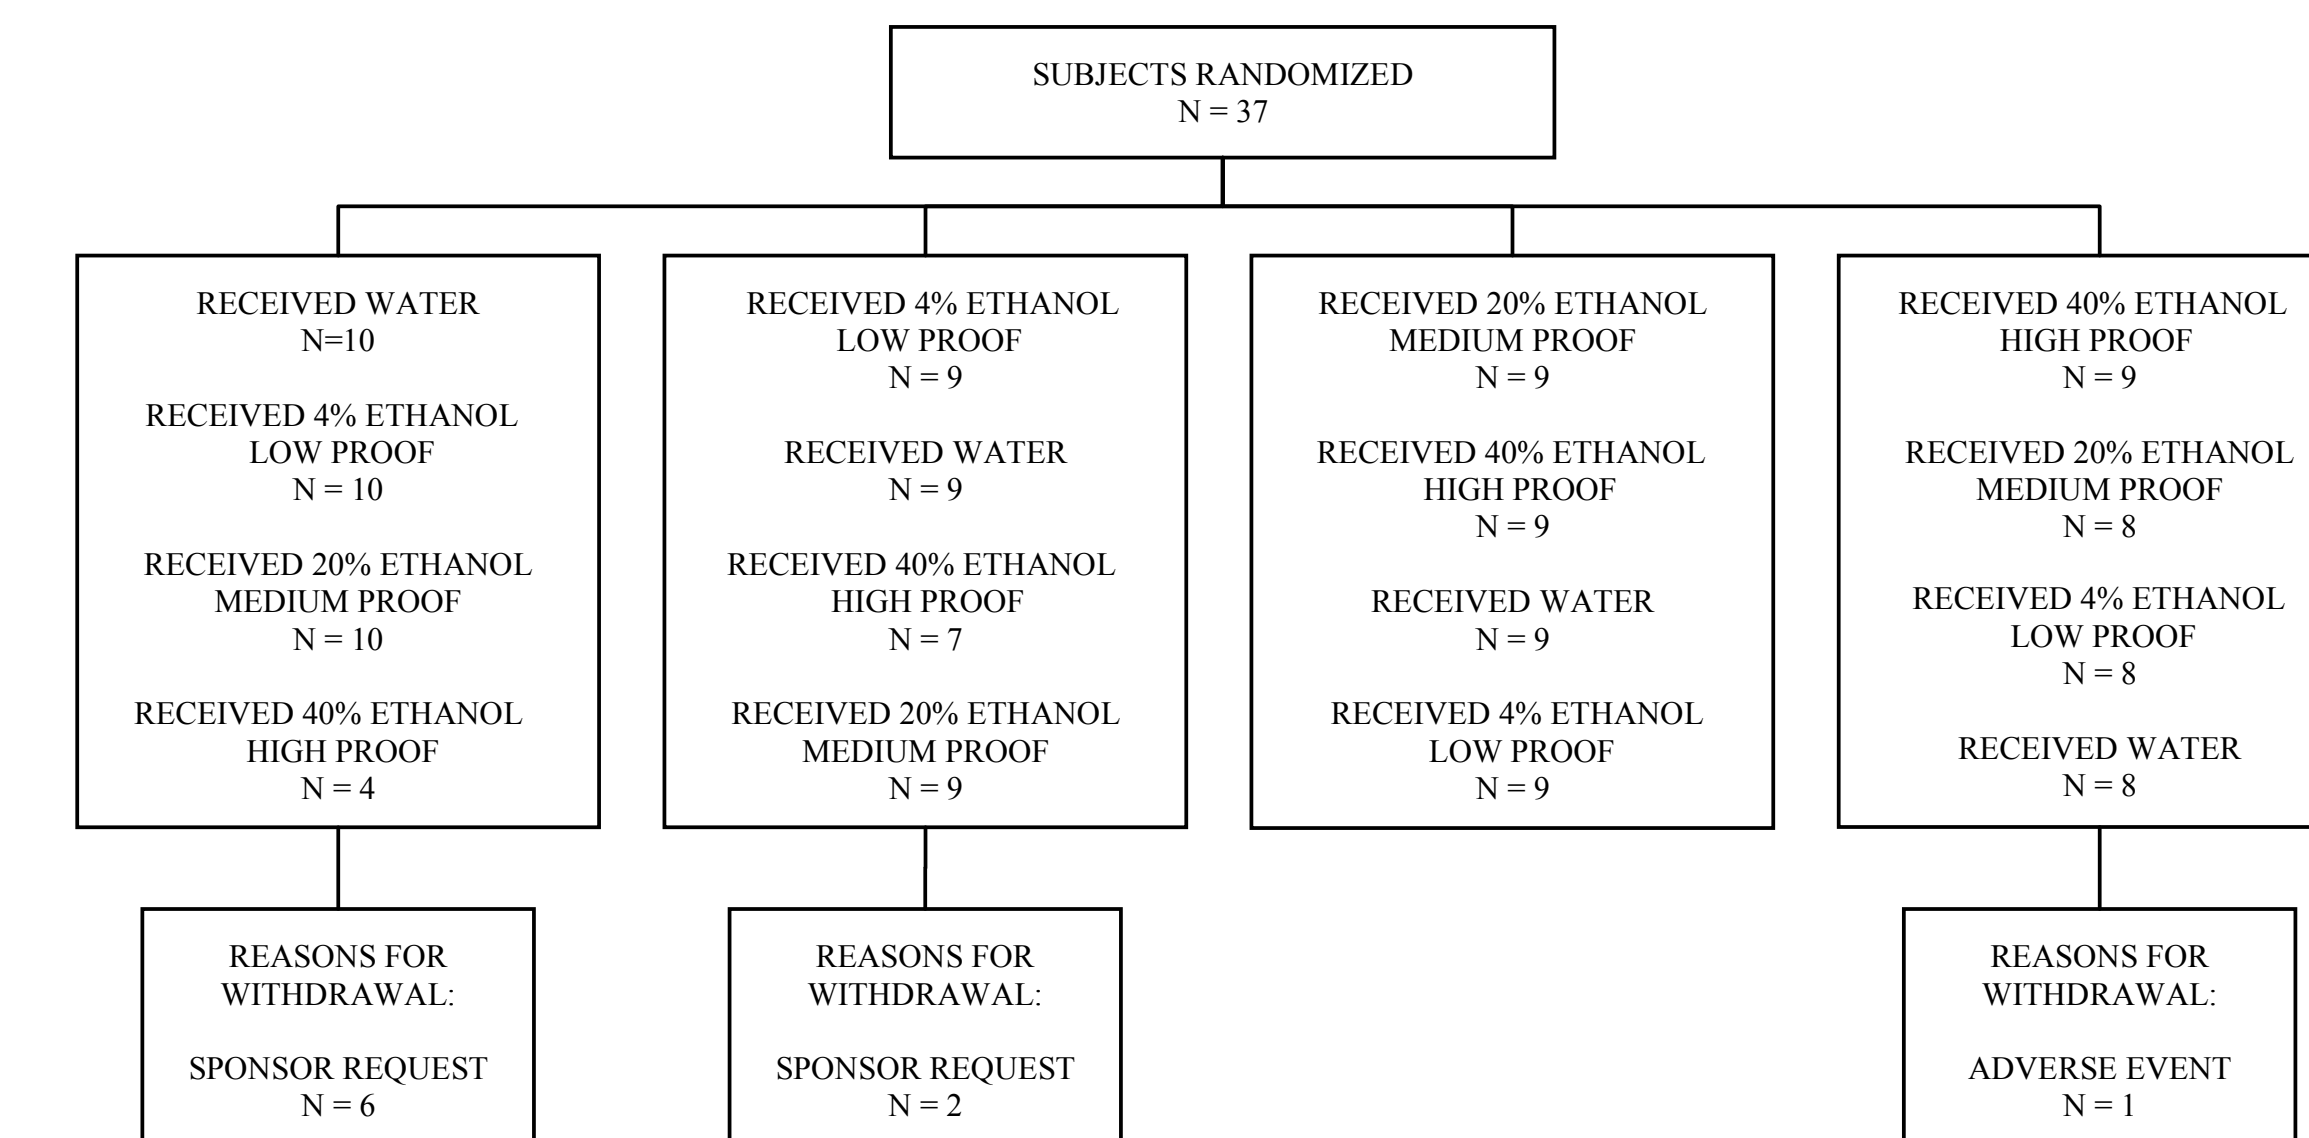 SUBJECTS RANDOMIZED
N = 37
RECEIVED WATER
N=10
RECEIVED 4% ETHANOL
LOW PROOF
N = 10
RECEIVED 20% ETHANOL
MEDIUM PROOF
N = 10
RECEIVED 40% ETHANOL
HIGH PROOF
N = 4
RECEIVED 4% ETHANOL
LOW PROOF
N = 9
RECEIVED WATER
N = 9
RECEIVED 40% ETHANOL
HIGH PROOF
N = 7
RECEIVED 20% ETHANOL
MEDIUM PROOF
N = 9
RECEIVED 20% ETHANOL
MEDIUM PROOF
N = 9
RECEIVED 40% ETHANOL
HIGH PROOF
N = 9
RECEIVED WATER
N = 9
RECEIVED 4% ETHANOL
LOW PROOF
N = 9
RECEIVED 40% ETHANOL
HIGH PROOF
N = 9
RECEIVED 20% ETHANOL
MEDIUM PROOF
N = 8
RECEIVED 4% ETHANOL
LOW PROOF
N = 8
RECEIVED WATER
N = 8
REASONS FOR
WITHDRAWAL:
SPONSOR REQUEST
N = 6
REASONS FOR
WITHDRAWAL:
SPONSOR REQUEST
N = 2
REASONS FOR
WITHDRAWAL:
ADVERSE EVENT
N = 1